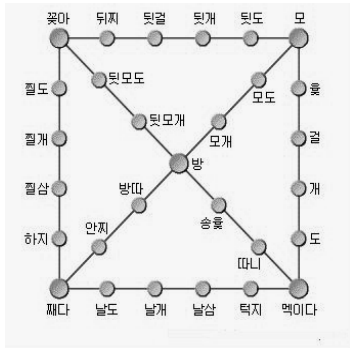 꽂아 뒤찌 뒷걸 뒷개 뒷도 모
찔도 뒷모도 모도 윷
찔개 뒷모개 모개 걸
방
찔삼 방따 송윷 개
하지 안찌 따니 도
째다 날도 날개 날삼 턱지 멱이다